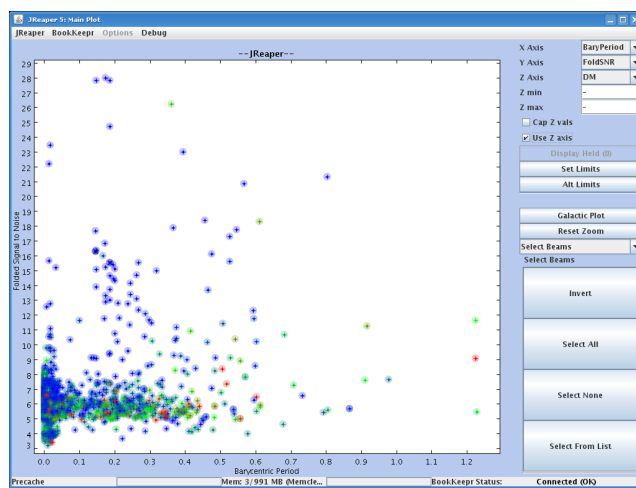 JReaper 5: Main Plot
JReaper BookKeepr Options Debug
--JReaper--
29
28
27
26
25
24
23
22
21
20
19
18
17
16
15
14
13
12
11
10
9
8
7
6
5
4
3
Folded Signal to Noise
0.0 0.1 0.2 0.3 0.4 0.5 0.6 0.7 0.8 0.9 1.0 1.1 1.2
Barycentric Period
X Axis BaryPeriod
Y Axis FoldSNR
Z Axis DM
Z min -
Z max -
Cap Z vals
Use Z axis
Display Held (0)
Set Limits
Alt Limits
Galactic Plot
Reset Zoom
Select Beams
Select Beams
Invert
Select All
Select None
Select From List
Precache Mem: 3/991 MB (Memcle... BookKeepr Status: Connected (OK)